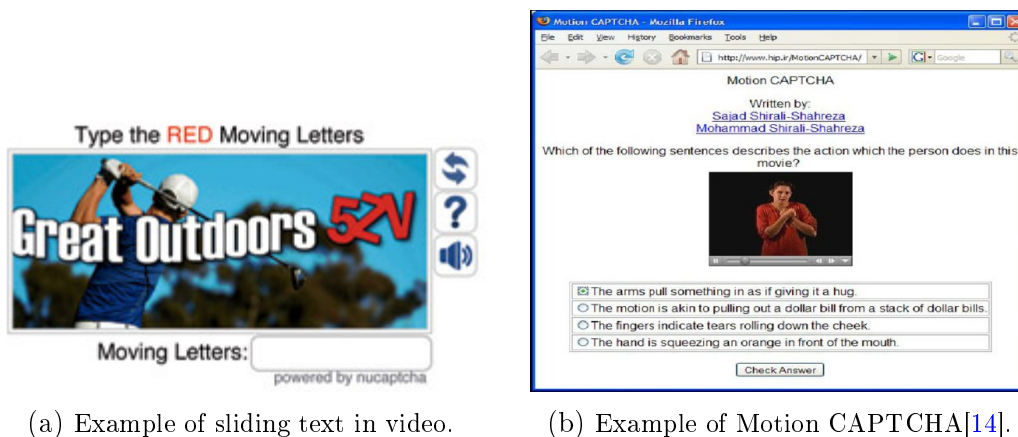 Type the RED Moving Letters
Great Outdoors 5ZV
?
Moving Letters:
powered by nucaptcha
(a) Example of sliding text in video.
Motion CAPTCHA - Mozilla Firefox
File Edit View History Bookmarks Tools Help
http://www.hip.ir/MotionCAPTCHA/ G Google
Motion CAPTCHA
Written by:
Sajad Shirali-Shahreza
Mohammad Shirali-Shahreza
Which of the following sentences describes the action which the person does in this
movie?
The arms pull something in as if giving it a hug.
The motion is akin to pulling out a dollar bill from a stack of dollar bills.
The fingers indicate tears rolling down the cheek.
The hand is squeezing an orange in front of the mouth.
Check Answer
(b) Example of Motion CAPTCHA[14].